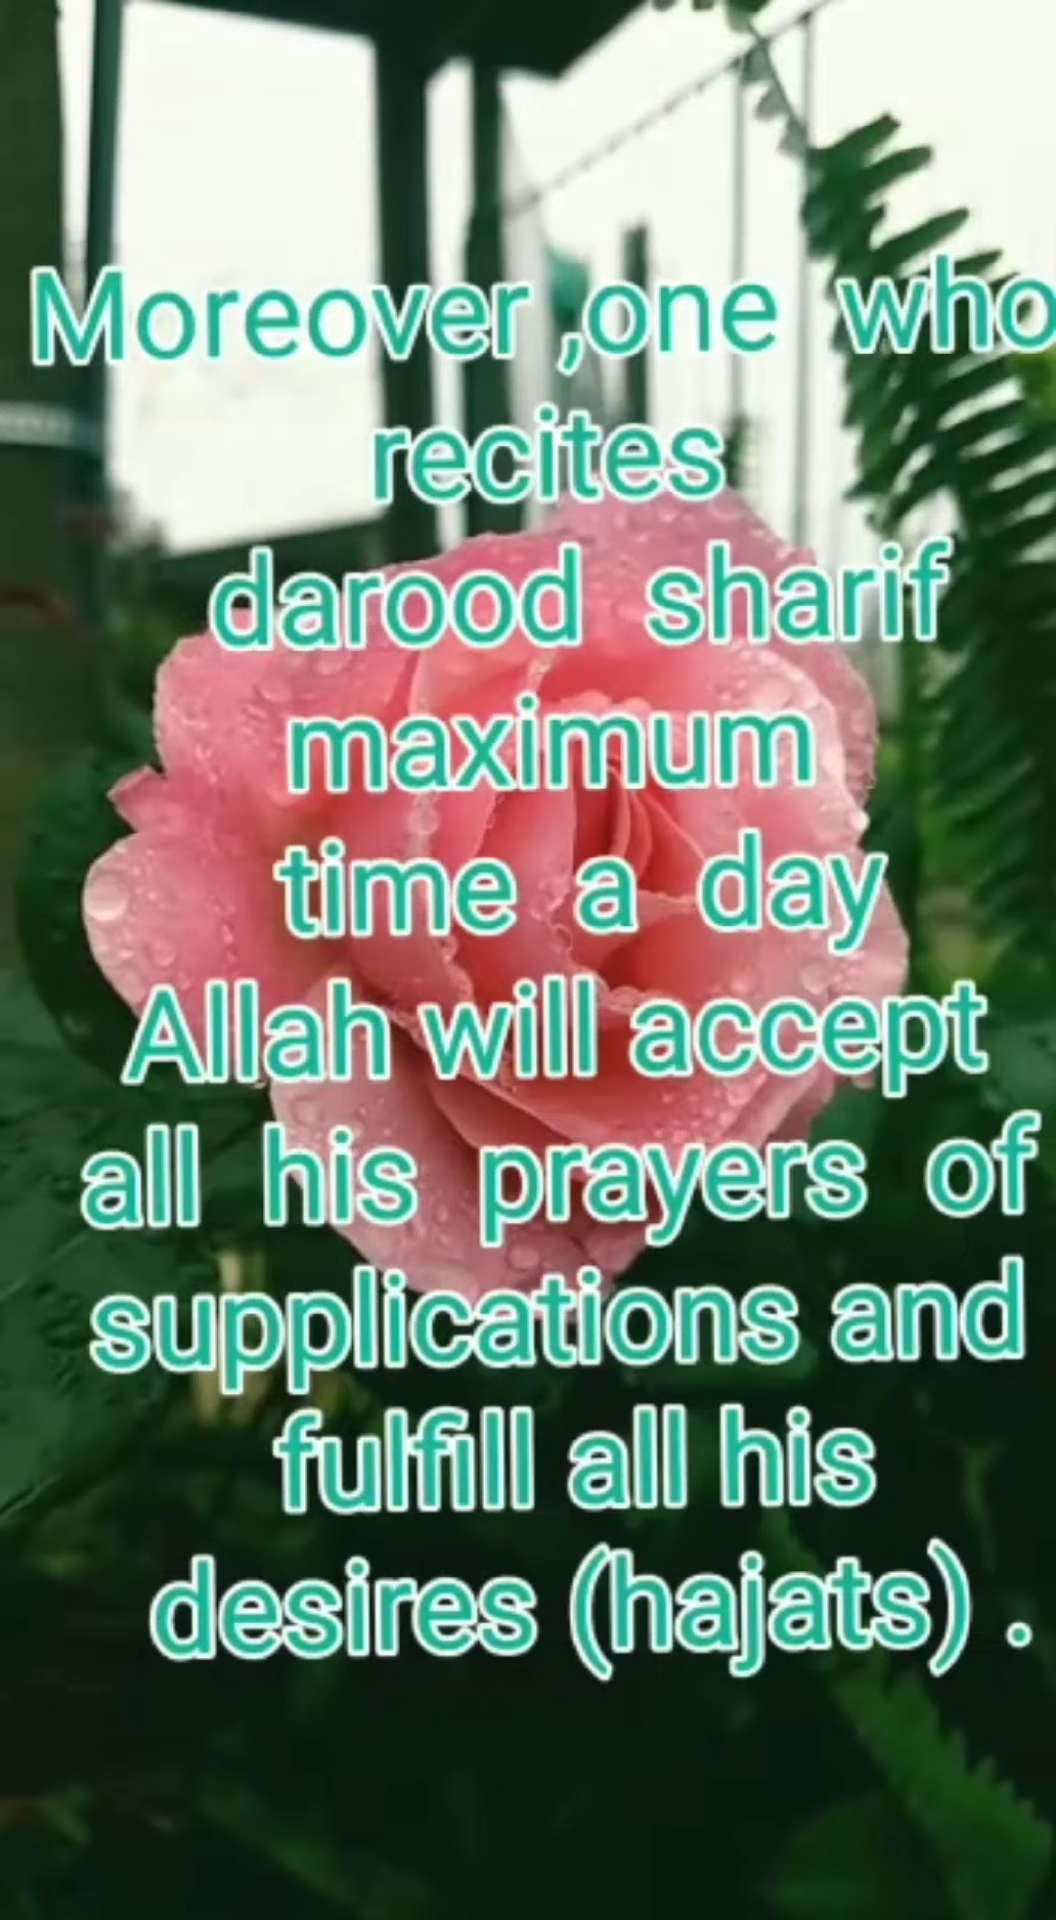 Moreover ,one who
recites
darood sharif
maximum
time a day
Allah will accept
all his prayers of
supplications and
fulfill all his
desires (hajats) .